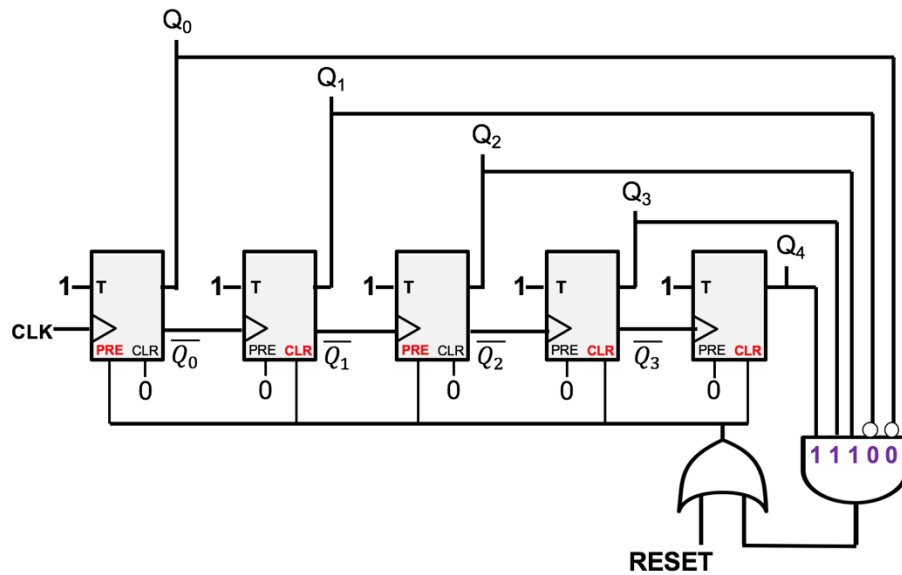 Q₀
Q₁
Q₂
Q₃
Q₄
1 T 1 T 1 T 1 T 1 T
CLK
PRE CLR PRE CLR PRE CLR PRE CLR PRE CLR
Q̅₀ Q̅₁ Q̅₂ Q̅₃
0 0 0 0 0
1 1 1 0 0
RESET